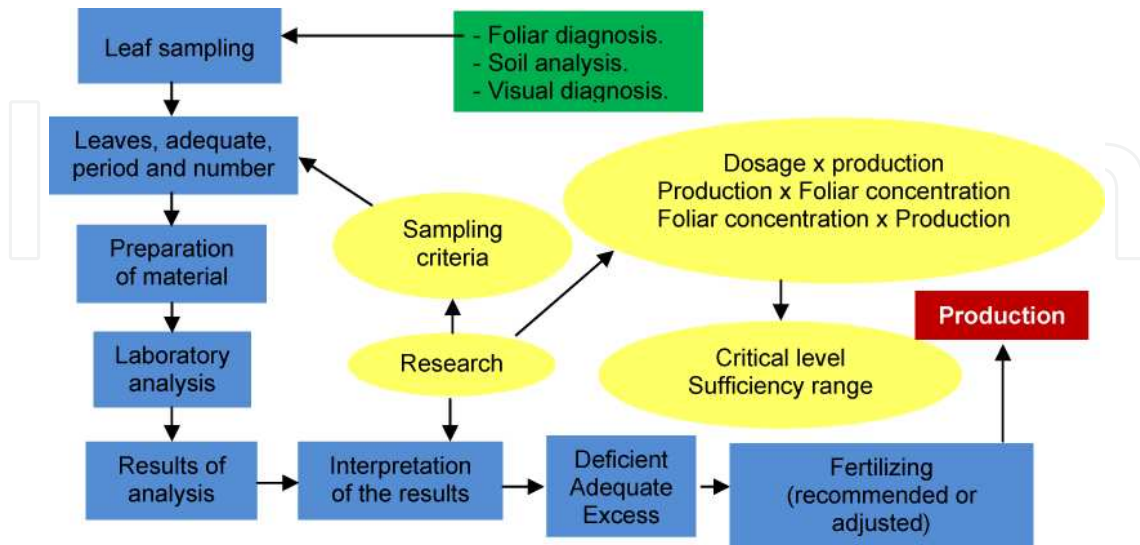 Leaf sampling
- Foliar diagnosis.
- Soil analysis.
- Visual diagnosis.
Leaves, adequate,
period and number
Dosage x production
Production x Foliar concentration
Foliar concentration x Production
Sampling
criteria
Preparation
of material
Production
Laboratory
analysis
Research
Critical level
Sufficiency range
Results of
analysis
Interpretation
of the results
Deficient
Adequate
Excess
Fertilizing
(recommended or
adjusted)